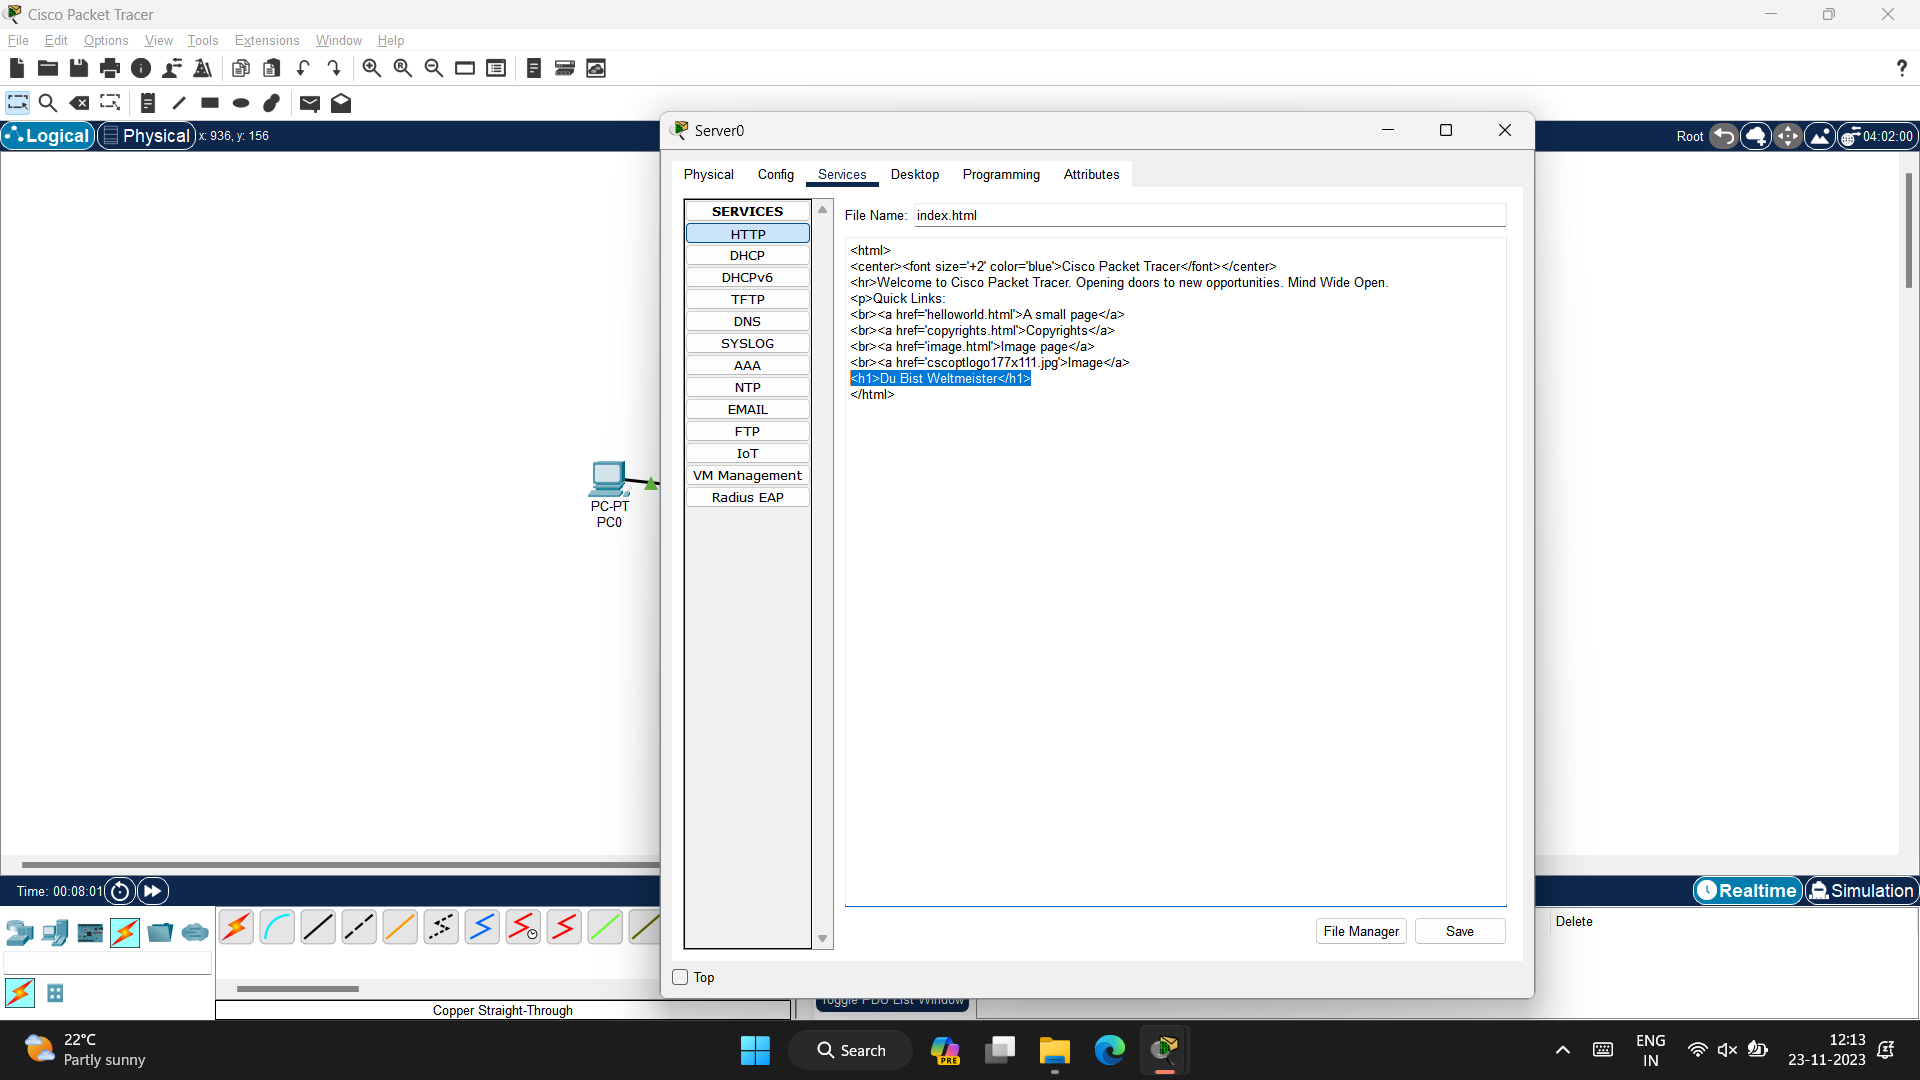 Cisco Packet Tracer
File Edit Options View Tools Extensions Window Help
Logical Physical x: 936, y: 156
Root 04:02:00
Server0
Physical Config Services Desktop Programming Attributes
SERVICES
HTTP
DHCP
DHCPv6
TFTP
DNS
SYSLOG
AAA
NTP
EMAIL
FTP
IoT
VM Management
Radius EAP
File Name: index.html
<html>
<center><font size='+2' color='blue'>Cisco Packet Tracer</font></center>
<hr>Welcome to Cisco Packet Tracer. Opening doors to new opportunities. Mind Wide Open.
<p>Quick Links:
<br><a href='helloworld.html'>A small page</a>
<br><a href='copyrights.html'>Copyrights</a>
<br><a href='image.html'>Image page</a>
<br><a href='cscoptlogo177x111.jpg'>Image</a>
<h1>Du Bist Weltmeister</h1>
</html>
File Manager Save
Top
PC-PT
PC0
Time: 00:08:01
Realtime Simulation
Delete
Toggle PDU List Window
Copper Straight-Through
22°C
Partly sunny
Search
PRE
ENG
IN
12:13
23-11-2023